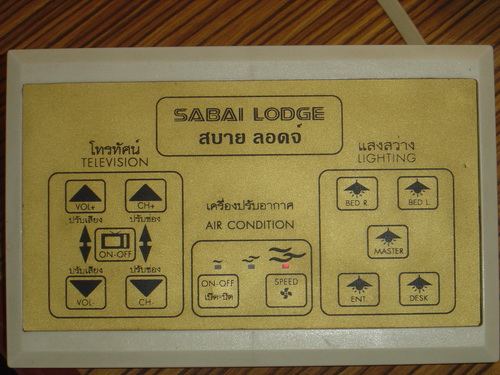 SABAI LODGE
สบาย ลอดจ์
โทรทัศน์
TELEVISION
VOL+
CH+
ปรับเสียง
ปรับช่อง
ON-OFF
ปรับเสียง
ปรับช่อง
VOL-
CH-
เครื่องปรับอากาศ
AIR CONDITION
ON-OFF
เปิด-ปิด
SPEED
แสงสว่าง
LIGHTING
BED R.
BED L.
MASTER
ENT.
DESK